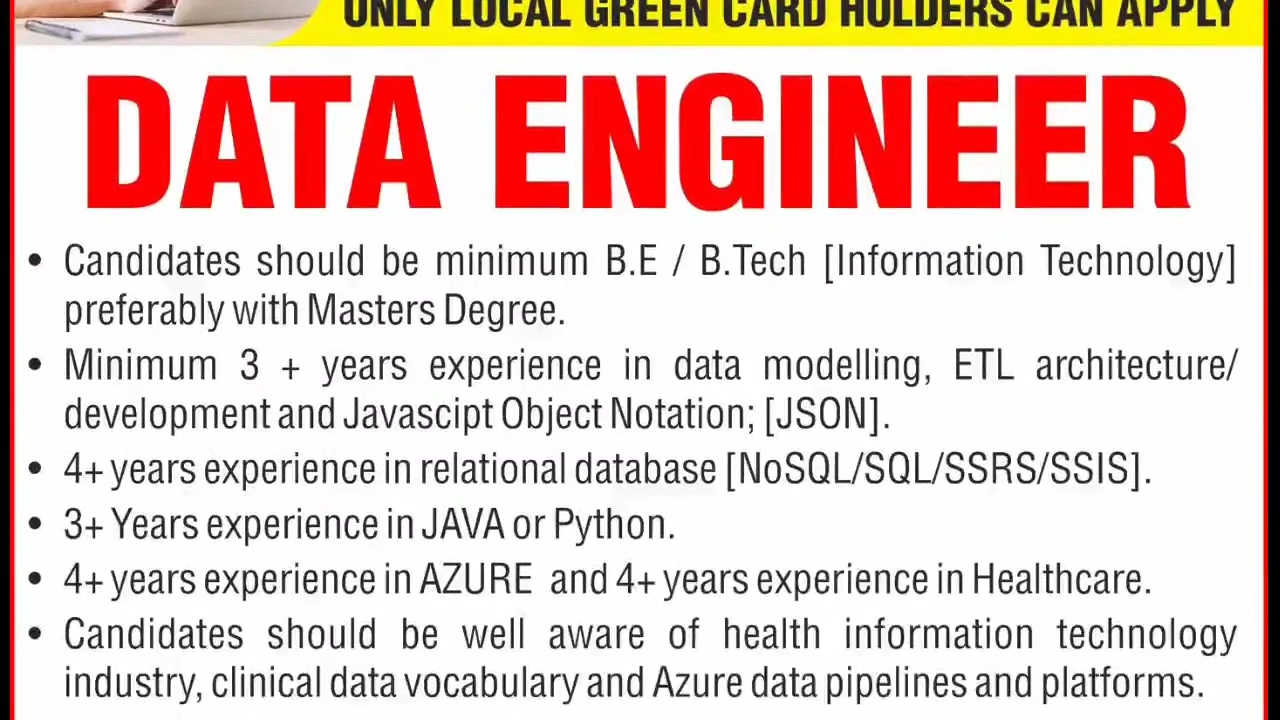 ONLY LOCAL GREEN CARD HOLDERS CAN APPLY
DATA ENGINEER
• Candidates should be minimum B.E / B.Tech [Information Technology]
preferably with Masters Degree.
• Minimum 3 + years experience in data modelling, ETL architecture/
development and Javascipt Object Notation; [JSON].
• 4+ years experience in relational database [NoSQL/SQL/SSRS/SSIS].
• 3+ Years experience in JAVA or Python.
• 4+ years experience in AZURE and 4+ years experience in Healthcare.
• Candidates should be well aware of health information technology
industry, clinical data vocabulary and Azure data pipelines and platforms.